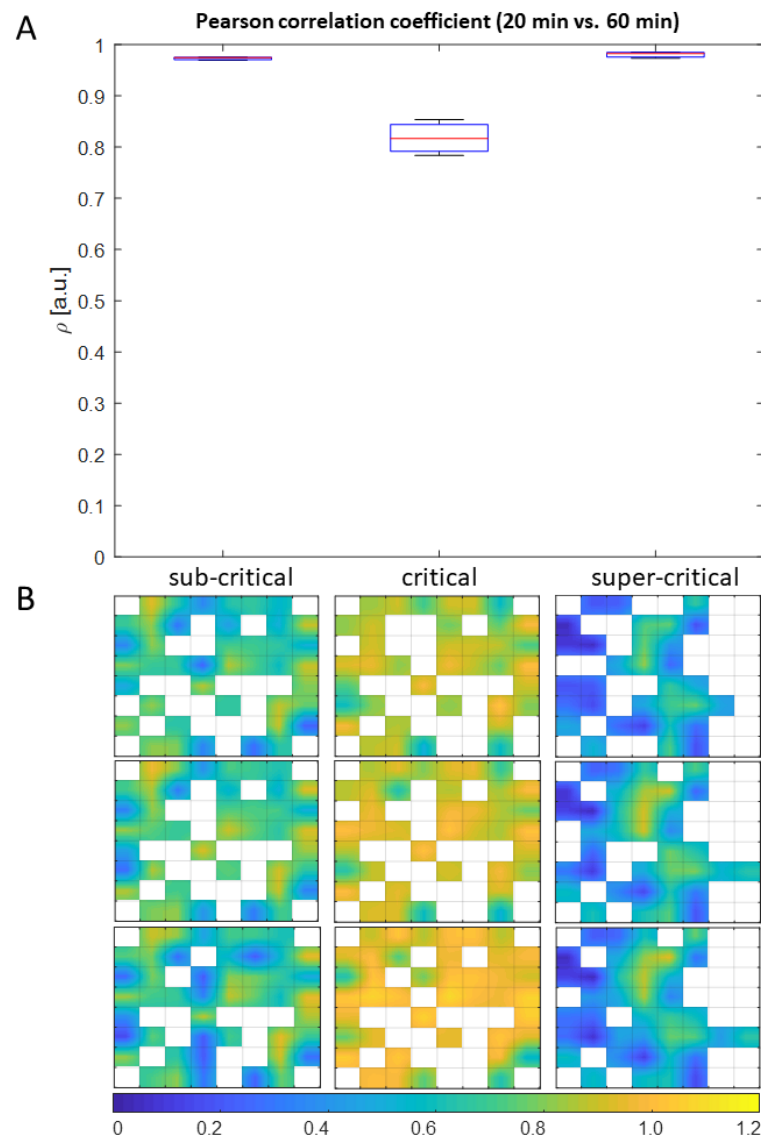 A
Pearson correlation coefficient (20 min vs. 60 min)
1
0.9
0.8
0.7
0.6
0.5
0.4
0.3
0.2
0.1
0
ρ [a.u.]
sub-critical critical super-critical
B
0 0.2 0.4 0.6 0.8 1.0 1.2